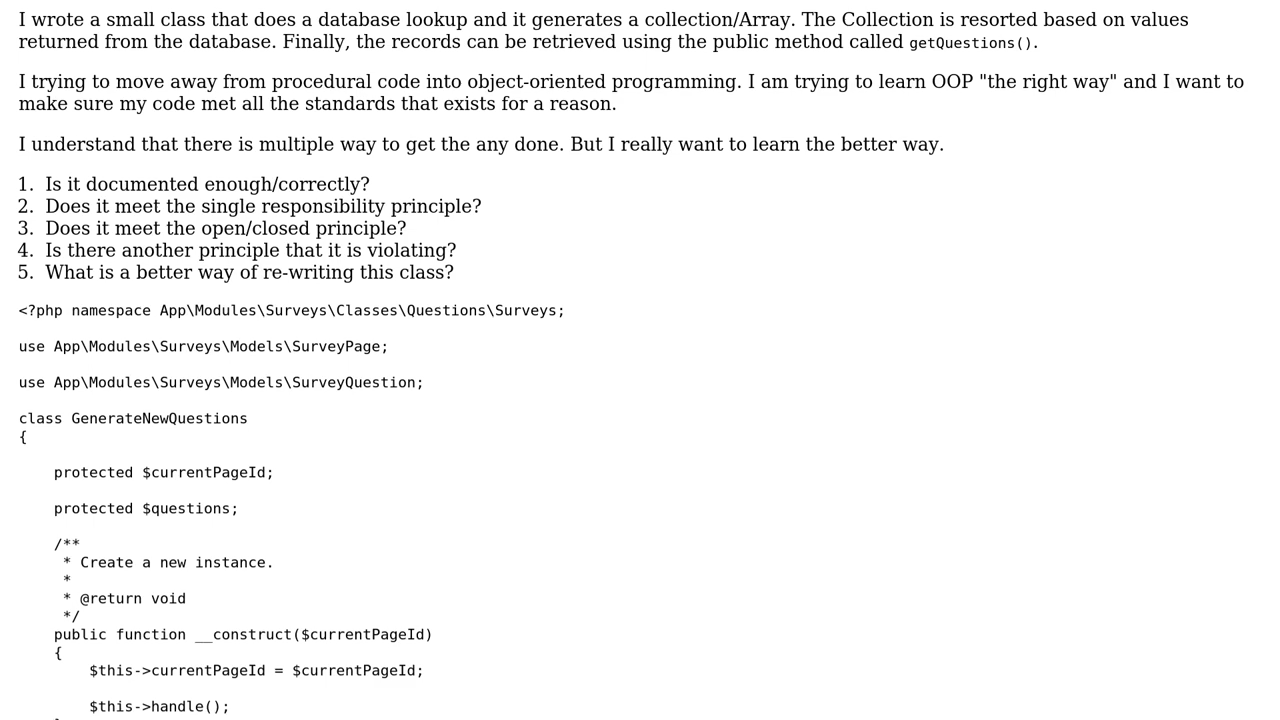 I wrote a small class that does a database lookup and it generates a collection/Array. The Collection is resorted based on values
returned from the database. Finally, the records can be retrieved using the public method called getQuestions().
I trying to move away from procedural code into object-oriented programming. I am trying to learn OOP "the right way" and I want to
make sure my code met all the standards that exists for a reason.
I understand that there is multiple way to get the any done. But I really want to learn the better way.
1. Is it documented enough/correctly?
2. Does it meet the single responsibility principle?
3. Does it meet the open/closed principle?
4. Is there another principle that it is violating?
5. What is a better way of re-writing this class?
<?php namespace App\Modules\Surveys\Classes\Questions\Surveys;
use App\Modules\Surveys\Models\SurveyPage;
use App\Modules\Surveys\Models\SurveyQuestion;
class GenerateNewQuestions
{
    protected $currentPageId;
    protected $questions;
    /**
     * Create a new instance.
     *
     * @return void
     */
    public function __construct($currentPageId)
    {
        $this->currentPageId = $currentPageId;
        $this->handle();